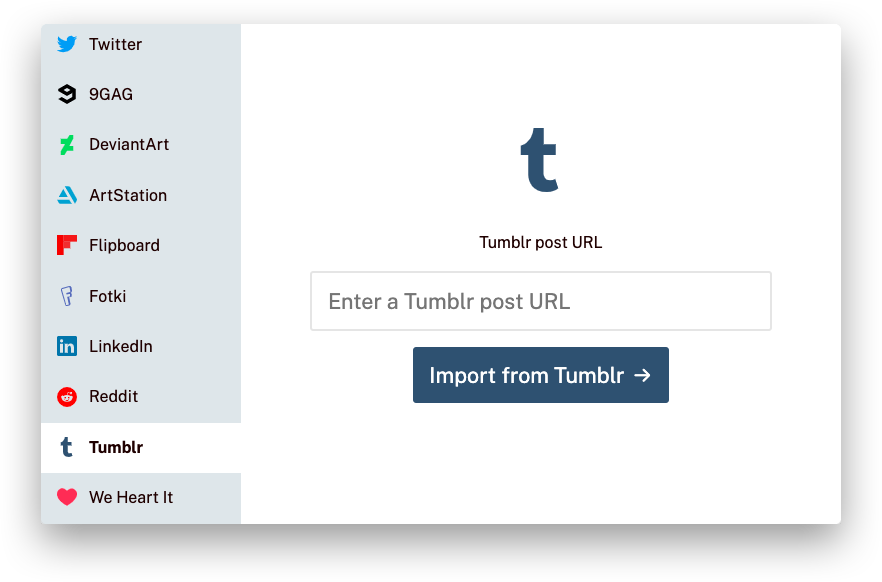 Twitter
9GAG
DeviantArt
ArtStation
Flipboard
Fotki
LinkedIn
Reddit
Tumblr
We Heart It
Tumblr post URL
Enter a Tumblr post URL
Import from Tumblr →